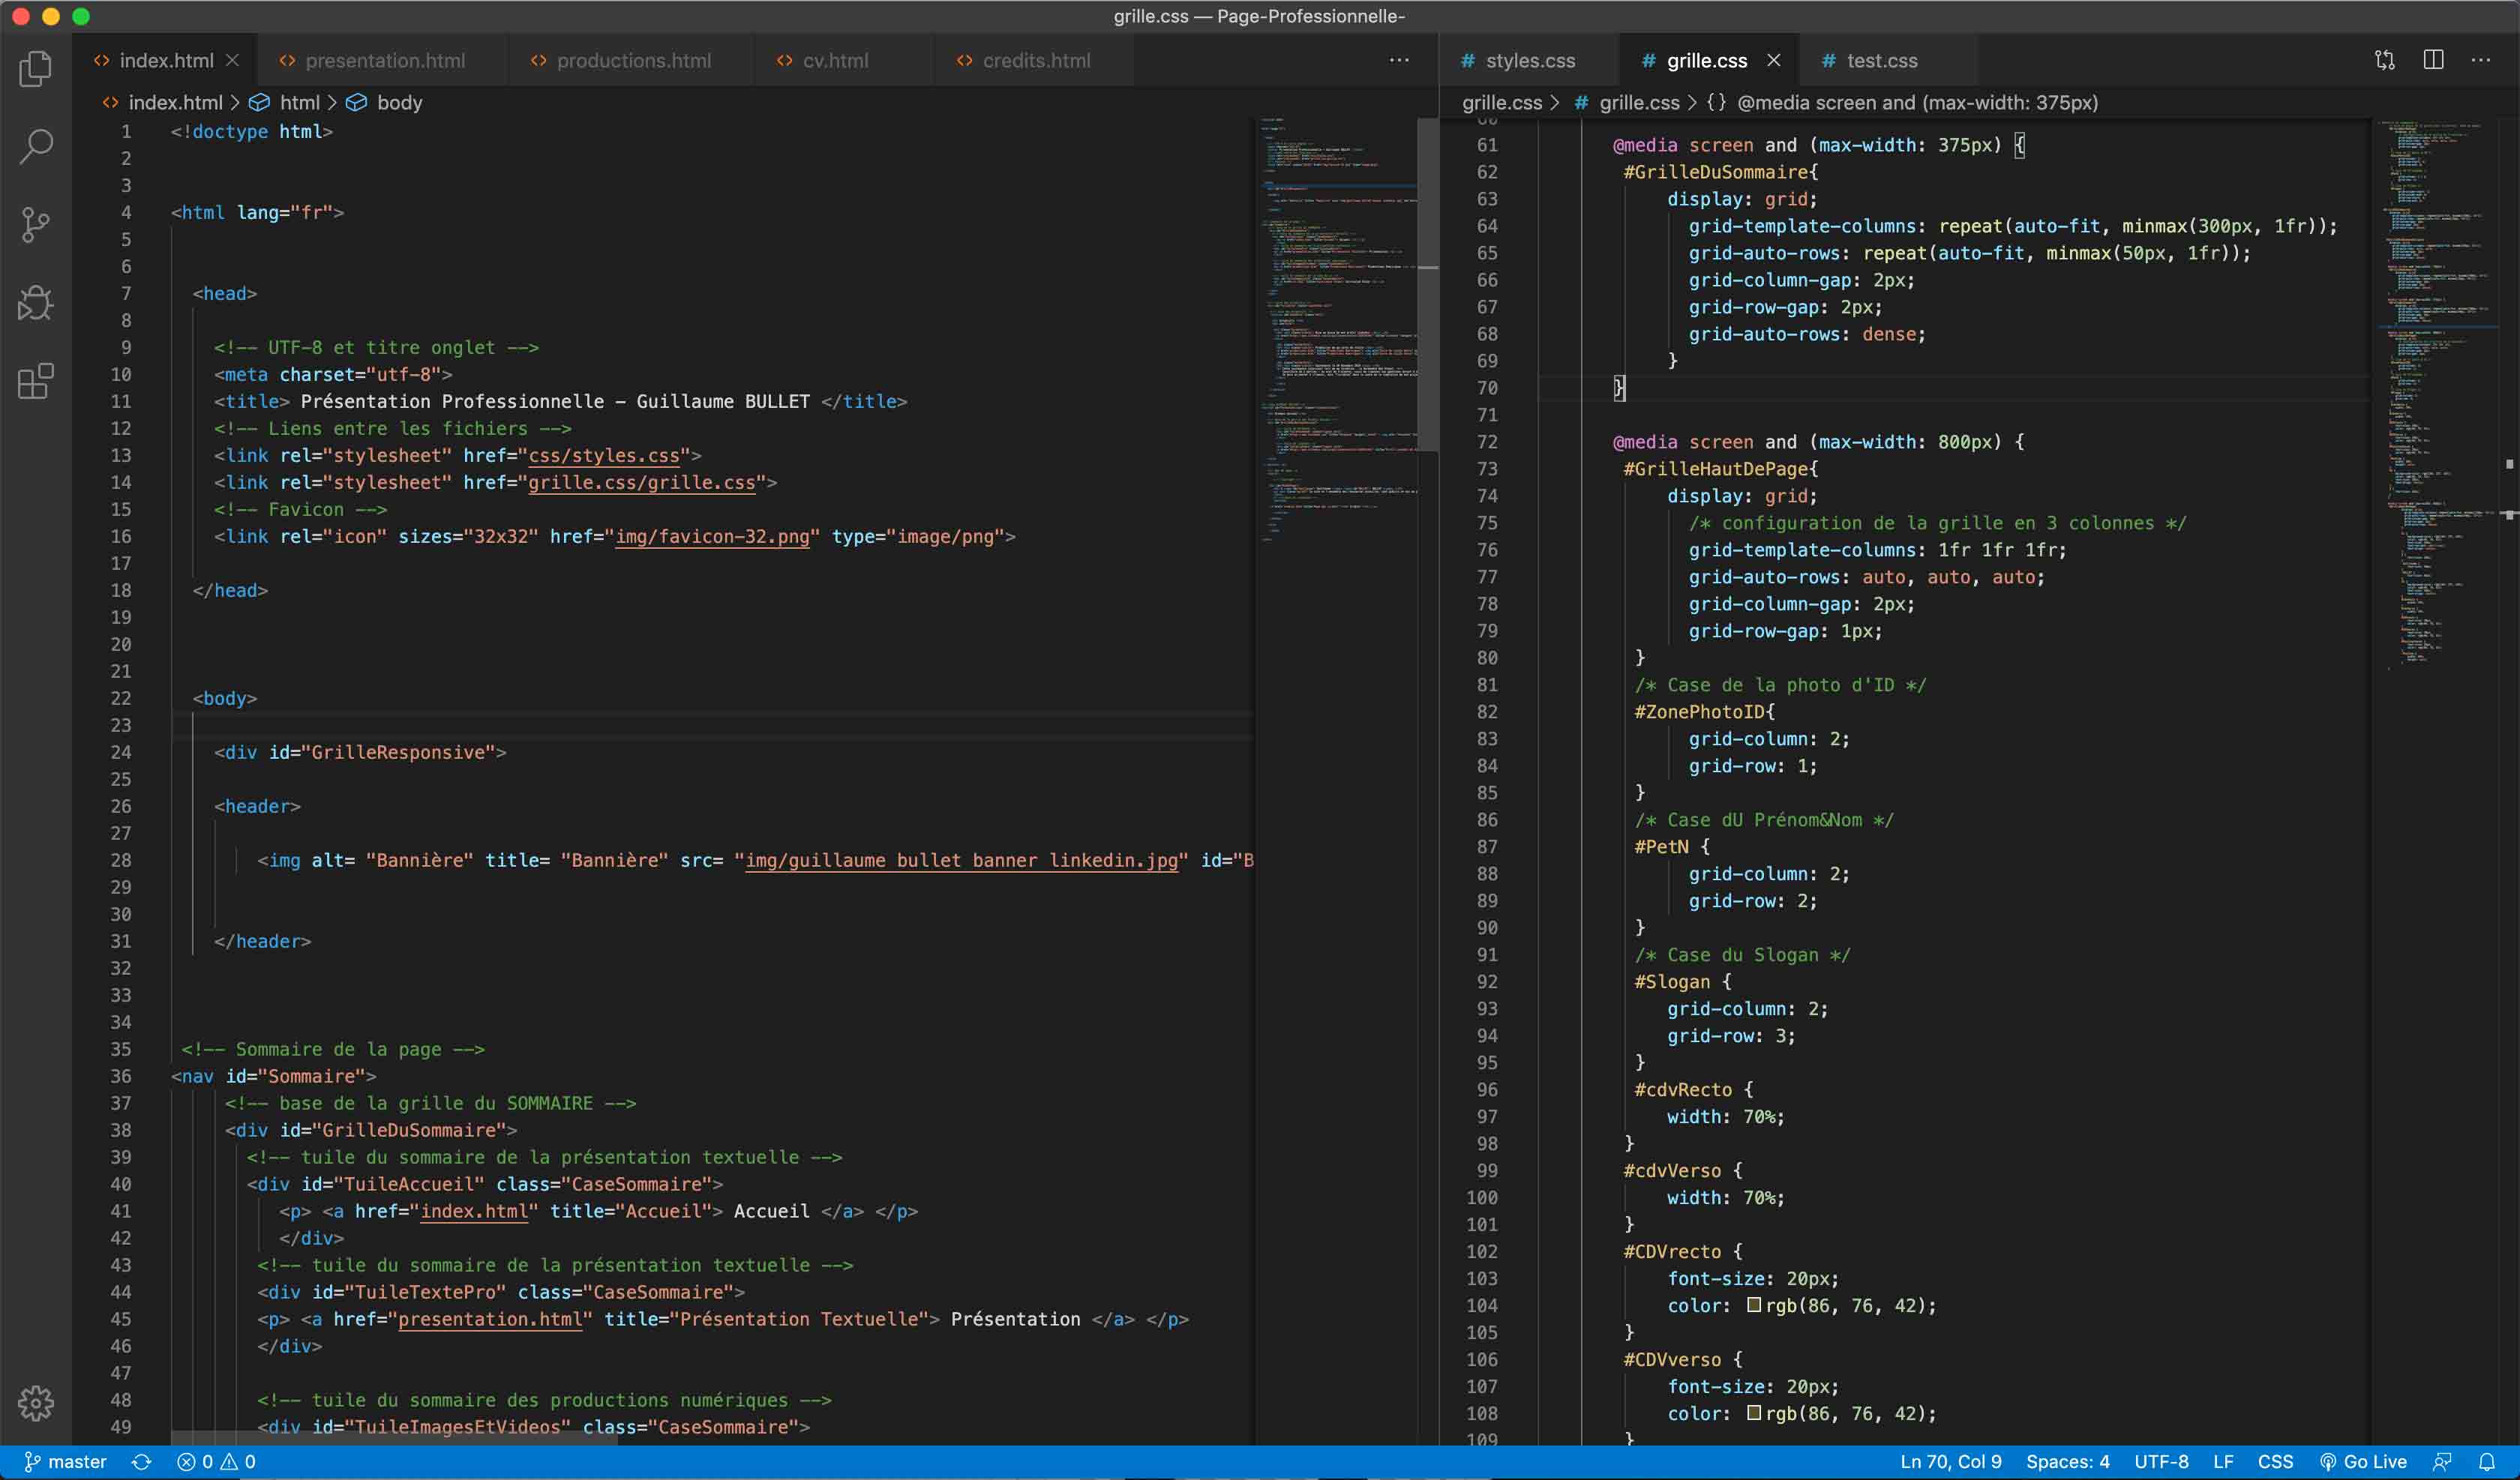 grille.css — Page-Professionnelle-
index.html
presentation.html
productions.html
cv.html
credits.html
index.html > html > body
1 <!doctype html>
2
3
4 <html lang="fr">
5
6
7 <head>
8
9 <!-- UTF-8 et titre onglet -->
10 <meta charset="utf-8">
11 <title> Présentation Professionnelle - Guillaume BULLET </title>
12 <!-- Liens entre les fichiers -->
13 <link rel="stylesheet" href="css/styles.css">
14 <link rel="stylesheet" href="grille.css/grille.css">
15 <!-- Favicon -->
16 <link rel="icon" sizes="32x32" href="img/favicon-32.png" type="image/png">
17
18 </head>
19
20
21
22 <body>
23
24 <div id="GrilleResponsive">
25
26 <header>
27
28 <img alt= "Bannière" title= "Bannière" src= "img/guillaume_bullet_banner_linkedin.jpg" id="B
29
30
31 </header>
32
33
34
35 <!-- Sommaire de la page -->
36 <nav id="Sommaire">
37 <!-- base de la grille du SOMMAIRE -->
38 <div id="GrilleDuSommaire">
39 <!-- tuile du sommaire de la présentation textuelle -->
40 <div id="TuileAccueil" class="CaseSommaire">
41 <p> <a href="index.html" title="Accueil"> Accueil </a> </p>
42 </div>
43 <!-- tuile du sommaire de la présentation textuelle -->
44 <div id="TuileTextePro" class="CaseSommaire">
45 <p> <a href="presentation.html" title="Présentation Textuelle"> Présentation </a> </p>
46 </div>
47
48 <!-- tuile du sommaire des productions numériques -->
49 <div id="TuileImagesEtVideos" class="CaseSommaire">
styles.css
grille.css
test.css
grille.css > # grille.css > {} @media screen and (max-width: 375px)
60
61 @media screen and (max-width: 375px) {
62 #GrilleDuSommaire{
63 display: grid;
64 grid-template-columns: repeat(auto-fit, minmax(300px, 1fr));
65 grid-auto-rows: repeat(auto-fit, minmax(50px, 1fr));
66 grid-column-gap: 2px;
67 grid-row-gap: 2px;
68 grid-auto-rows: dense;
69 }
70 }
71
72 @media screen and (max-width: 800px) {
73 #GrilleHautDePage{
74 display: grid;
75 /* configuration de la grille en 3 colonnes */
76 grid-template-columns: 1fr 1fr 1fr;
77 grid-auto-rows: auto, auto, auto;
78 grid-column-gap: 2px;
79 grid-row-gap: 1px;
80 }
81 /* Case de la photo d'ID */
82 #ZonePhotoID{
83 grid-column: 2;
84 grid-row: 1;
85 }
86 /* Case dU Prénom&Nom */
87 #PetN {
88 grid-column: 2;
89 grid-row: 2;
90 }
91 /* Case du Slogan */
92 #Slogan {
93 grid-column: 2;
94 grid-row: 3;
95 }
96 #cdvRecto {
97 width: 70%;
98 }
99 #cdvVerso {
100 width: 70%;
101 }
102 #CDVrecto {
103 font-size: 20px;
104 color: rgb(86, 76, 42);
105 }
106 #CDVverso {
107 font-size: 20px;
108 color: rgb(86, 76, 42);
109 }
master 0 0
Ln 70, Col 9 Spaces: 4 UTF-8 LF CSS Go Live